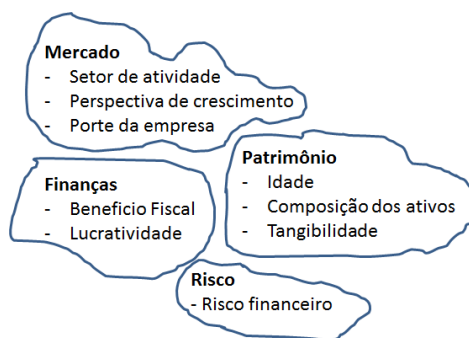 Mercado
- Setor de atividade
- Perspectiva de crescimento
- Porte da empresa
Patrimônio
- Idade
- Composição dos ativos
- Tangibilidade
Finanças
- Beneficio Fiscal
- Lucratividade
Risco
- Risco financeiro